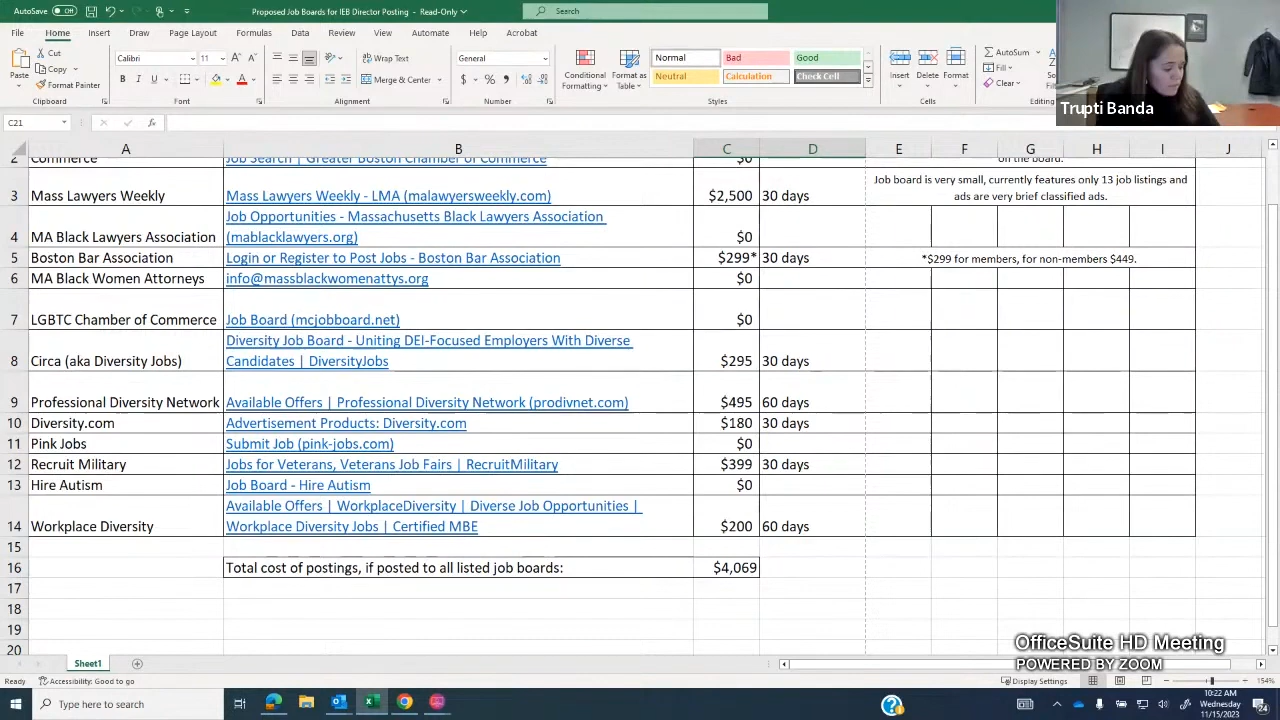 AutoSave Off Proposed Job Boards for IEB Director Posting - Read-Only Search
File Home Insert Draw Page Layout Formulas Data Review View Automate Help Acrobat
Paste Cut Copy Format Painter Clipboard
Calibri 11 B I U Font
Wrap Text Merge & Center Alignment
General $ % Number
Conditional Formatting Format as Table
Normal Bad Good
Neutral Calculation Check Cell
Styles
Insert Delete Format Cells
AutoSum Fill Clear Editing
Trupti Banda
C21 fx
A B C D E F G H I J
2 Commerce Job Search | Greater Boston Chamber of Commerce $0 on the board.
3 Mass Lawyers Weekly Mass Lawyers Weekly - LMA (malawyersweekly.com) $2,500 30 days Job board is very small, currently features only 13 job listings and
ads are very brief classified ads.
Job Opportunities - Massachusetts Black Lawyers Association
4 MA Black Lawyers Association (mablacklawyers.org) $0
5 Boston Bar Association Login or Register to Post Jobs - Boston Bar Association $299* 30 days *$299 for members, for non-members $449.
6 MA Black Women Attorneys info@massblackwomenattys.org $0
7 LGBTC Chamber of Commerce Job Board (mcjobboard.net) $0
Diversity Job Board - Uniting DEI-Focused Employers With Diverse
8 Circa (aka Diversity Jobs) Candidates | DiversityJobs $295 30 days
9 Professional Diversity Network Available Offers | Professional Diversity Network (prodivnet.com) $495 60 days
10 Diversity.com Advertisement Products: Diversity.com $180 30 days
11 Pink Jobs Submit Job (pink-jobs.com) $0
12 Recruit Military Jobs for Veterans, Veterans Job Fairs | RecruitMilitary $399 30 days
13 Hire Autism Job Board - Hire Autism $0
Available Offers | WorkplaceDiversity | Diverse Job Opportunities |
14 Workplace Diversity Workplace Diversity Jobs | Certified MBE $200 60 days
15
16 Total cost of postings, if posted to all listed job boards: $4,069
17
18
19
20
OfficeSuite HD Meeting
POWERED BY ZOOM
Sheet1
Ready Accessibility: Good to go Display Settings 154%
Type here to search
10:22 AM
Wednesday
11/15/2023
24